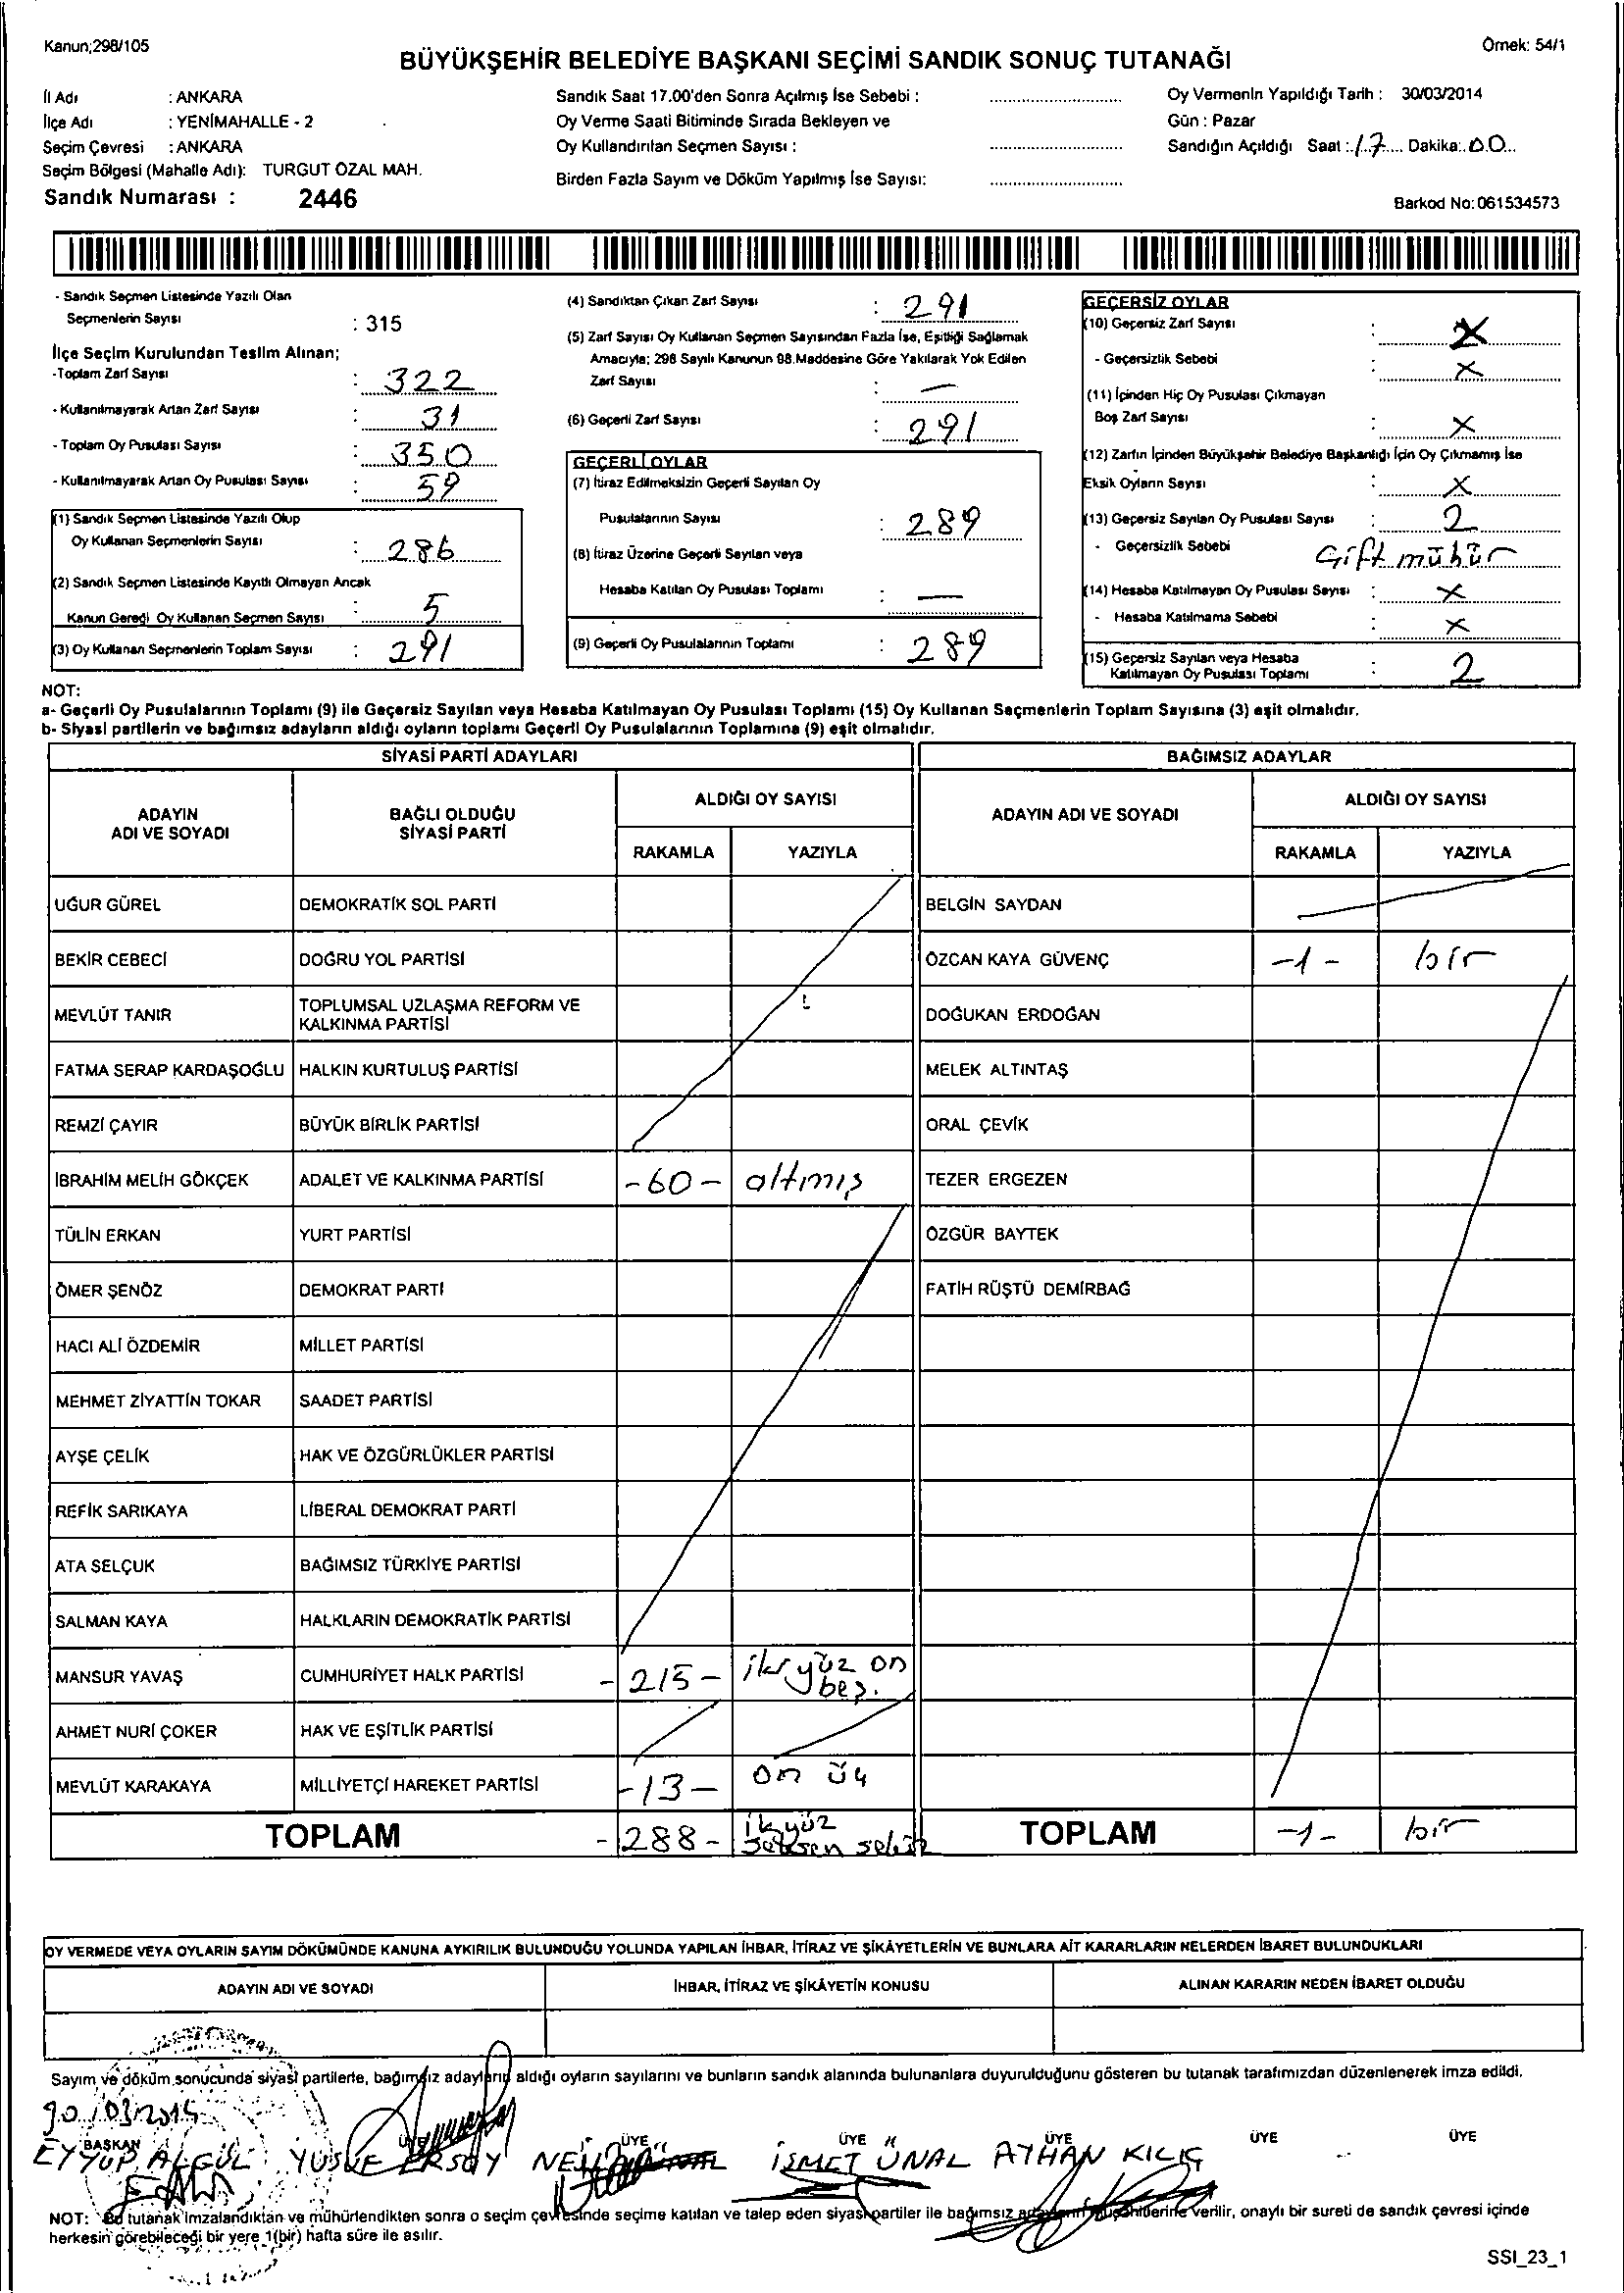 Kanun;298/105
Örnek: 54/1
BÜYÜKŞEHİR BELEDİYE BAŞKANI SEÇİMİ SANDIK SONUÇ TUTANAĞI
İl Adı : ANKARA
İlçe Adı : YENİMAHALLE - 2
Seçim Çevresi : ANKARA
Seçim Bölgesi (Mahalle Adı): TURGUT ÖZAL MAH.
Sandık Numarası : 2446
Sandık Saat 17.00'den Sonra Açılmış İse Sebebi :
Oy Verme Saati Bitiminde Sırada Bekleyen ve
Oy Kullandırılan Seçmen Sayısı :
Birden Fazla Sayım ve Döküm Yapılmış İse Sayısı:
Oy Vermenin Yapıldığı Tarih : 30/03/2014
Gün : Pazar
Sandığın Açıldığı Saat : 17 Dakika: 00
Barkod No: 061534573
- Sandık Seçmen Listesinde Yazılı Olan
Seçmenlerin Sayısı : 315
İlçe Seçim Kurulundan Teslim Alınan;
-Toplam Zarf Sayısı : 322
- Kullanılmayarak Artan Zarf Sayısı : 31
- Toplam Oy Pusulası Sayısı : 350
- Kullanılmayarak Artan Oy Pusulası Sayısı : 59
(1) Sandık Seçmen Listesinde Yazılı Olup
Oy Kullanan Seçmenlerin Sayısı : 286
(2) Sandık Seçmen Listesinde Kayıtlı Olmayan Ancak
Kanun Gereği Oy Kullanan Seçmen Sayısı : 5
(3) Oy Kullanan Seçmenlerin Toplam Sayısı : 291
(4) Sandıktan Çıkan Zarf Sayısı : 291
(5) Zarf Sayısı Oy Kullanan Seçmen Sayısından Fazla İse, Eşitliği Sağlamak
Amacıyla; 298 Sayılı Kanunun 98.Maddesine Göre Yakılarak Yok Edilen
Zarf Sayısı : —
(6) Geçerli Zarf Sayısı : 291
GEÇERLİ OYLAR
(7) İtiraz Edilmeksizin Geçerli Sayılan Oy
Pusulalarının Sayısı : 289
(8) İtiraz Üzerine Geçerli Sayılan veya
Hesaba Katılan Oy Pusulası Toplamı : —
(9) Geçerli Oy Pusulalarının Toplamı : 289
GEÇERSİZ OYLAR
(10) Geçersiz Zarf Sayısı : X
- Geçersizlik Sebebi : X
(11) İçinden Hiç Oy Pusulası Çıkmayan
Boş Zarf Sayısı : X
(12) Zarfın İçinden Büyükşehir Belediye Başkanlığı İçin Oy Çıkmamış İse
Eksik Oyların Sayısı : X
(13) Geçersiz Sayılan Oy Pusulası Sayısı : 2
- Geçersizlik Sebebi Çift mühür
(14) Hesaba Katılmayan Oy Pusulası Sayısı : X
- Hesaba Katılmama Sebebi : X
(15) Geçersiz Sayılan veya Hesaba
Katılmayan Oy Pusulası Toplamı : 2
NOT:
a- Geçerli Oy Pusulalarının Toplamı (9) ile Geçersiz Sayılan veya Hesaba Katılmayan Oy Pusulası Toplamı (15) Oy Kullanan Seçmenlerin Toplam Sayısına (3) eşit olmalıdır.
b- Siyasi partilerin ve bağımsız adayların aldığı oyların toplamı Geçerli Oy Pusulalarının Toplamına (9) eşit olmalıdır.
SİYASİ PARTİ ADAYLARI
BAĞIMSIZ ADAYLAR
ADAYIN ADI VE SOYADI
BAĞLI OLDUĞU SİYASİ PARTİ
ALDIĞI OY SAYISI
RAKAMLA YAZIYLA
ADAYIN ADI VE SOYADI
ALDIĞI OY SAYISI
RAKAMLA YAZIYLA
UĞUR GÜREL DEMOKRATİK SOL PARTİ BELGİN SAYDAN
BEKİR CEBECİ DOĞRU YOL PARTİSİ ÖZCAN KAYA GÜVENÇ -1- bir
MEVLÜT TANIR TOPLUMSAL UZLAŞMA REFORM VE KALKINMA PARTİSİ DOĞUKAN ERDOĞAN
FATMA SERAP KARDAŞOĞLU HALKIN KURTULUŞ PARTİSİ MELEK ALTINTAŞ
REMZİ ÇAYIR BÜYÜK BİRLİK PARTİSİ ORAL ÇEVİK
İBRAHİM MELİH GÖKÇEK ADALET VE KALKINMA PARTİSİ -60- altmış TEZER ERGEZEN
TÜLİN ERKAN YURT PARTİSİ ÖZGÜR BAYTEK
ÖMER ŞENÖZ DEMOKRAT PARTİ FATİH RÜŞTÜ DEMİRBAĞ
HACI ALİ ÖZDEMİR MİLLET PARTİSİ
MEHMET ZİYATTİN TOKAR SAADET PARTİSİ
AYŞE ÇELİK HAK VE ÖZGÜRLÜKLER PARTİSİ
REFİK SARIKAYA LİBERAL DEMOKRAT PARTİ
ATA SELÇUK BAĞIMSIZ TÜRKİYE PARTİSİ
SALMAN KAYA HALKLARIN DEMOKRATİK PARTİSİ
MANSUR YAVAŞ CUMHURİYET HALK PARTİSİ -215- iki yüz on beş.
AHMET NURİ ÇOKER HAK VE EŞİTLİK PARTİSİ
MEVLÜT KARAKAYA MİLLİYETÇİ HAREKET PARTİSİ -13- on üç
TOPLAM -288- ikyüz seksen sekiz TOPLAM -1- bir
OY VERMEDE VEYA OYLARIN SAYIM DÖKÜMÜNDE KANUNA AYKIRILIK BULUNDUĞU YOLUNDA YAPILAN İHBAR, İTİRAZ VE ŞİKÂYETLERİN VE BUNLARA AİT KARARLARIN NELERDEN İBARET BULUNDUKLARI
ADAYIN ADI VE SOYADI İHBAR, İTİRAZ VE ŞİKÂYETİN KONUSU ALINAN KARARIN NEDEN İBARET OLDUĞU
Sayım ve döküm sonucunda siyasi partilerle, bağımsız adayların aldığı oyların sayılarını ve bunların sandık alanında bulunanlara duyurulduğunu gösteren bu tutanak tarafımızdan düzenlenerek imza edildi.
30/03/2014
BAŞKAN ÜYE ÜYE ÜYE ÜYE ÜYE ÜYE
EYYÜP ALGÜL YUSUF ERSOY İSMET ÜNAL AYHAN KILIÇ
NOT: Bu tutanak imzalandıktan ve mühürlendikten sonra o seçim çevresinde seçime katılan ve talep eden siyasi partiler ile bağımsız adayların müşahitlerine verilir, onaylı bir sureti de sandık çevresi içinde
herkesin görebileceği bir yere 1(bir) hafta süre ile asılır.
SSI_23_1